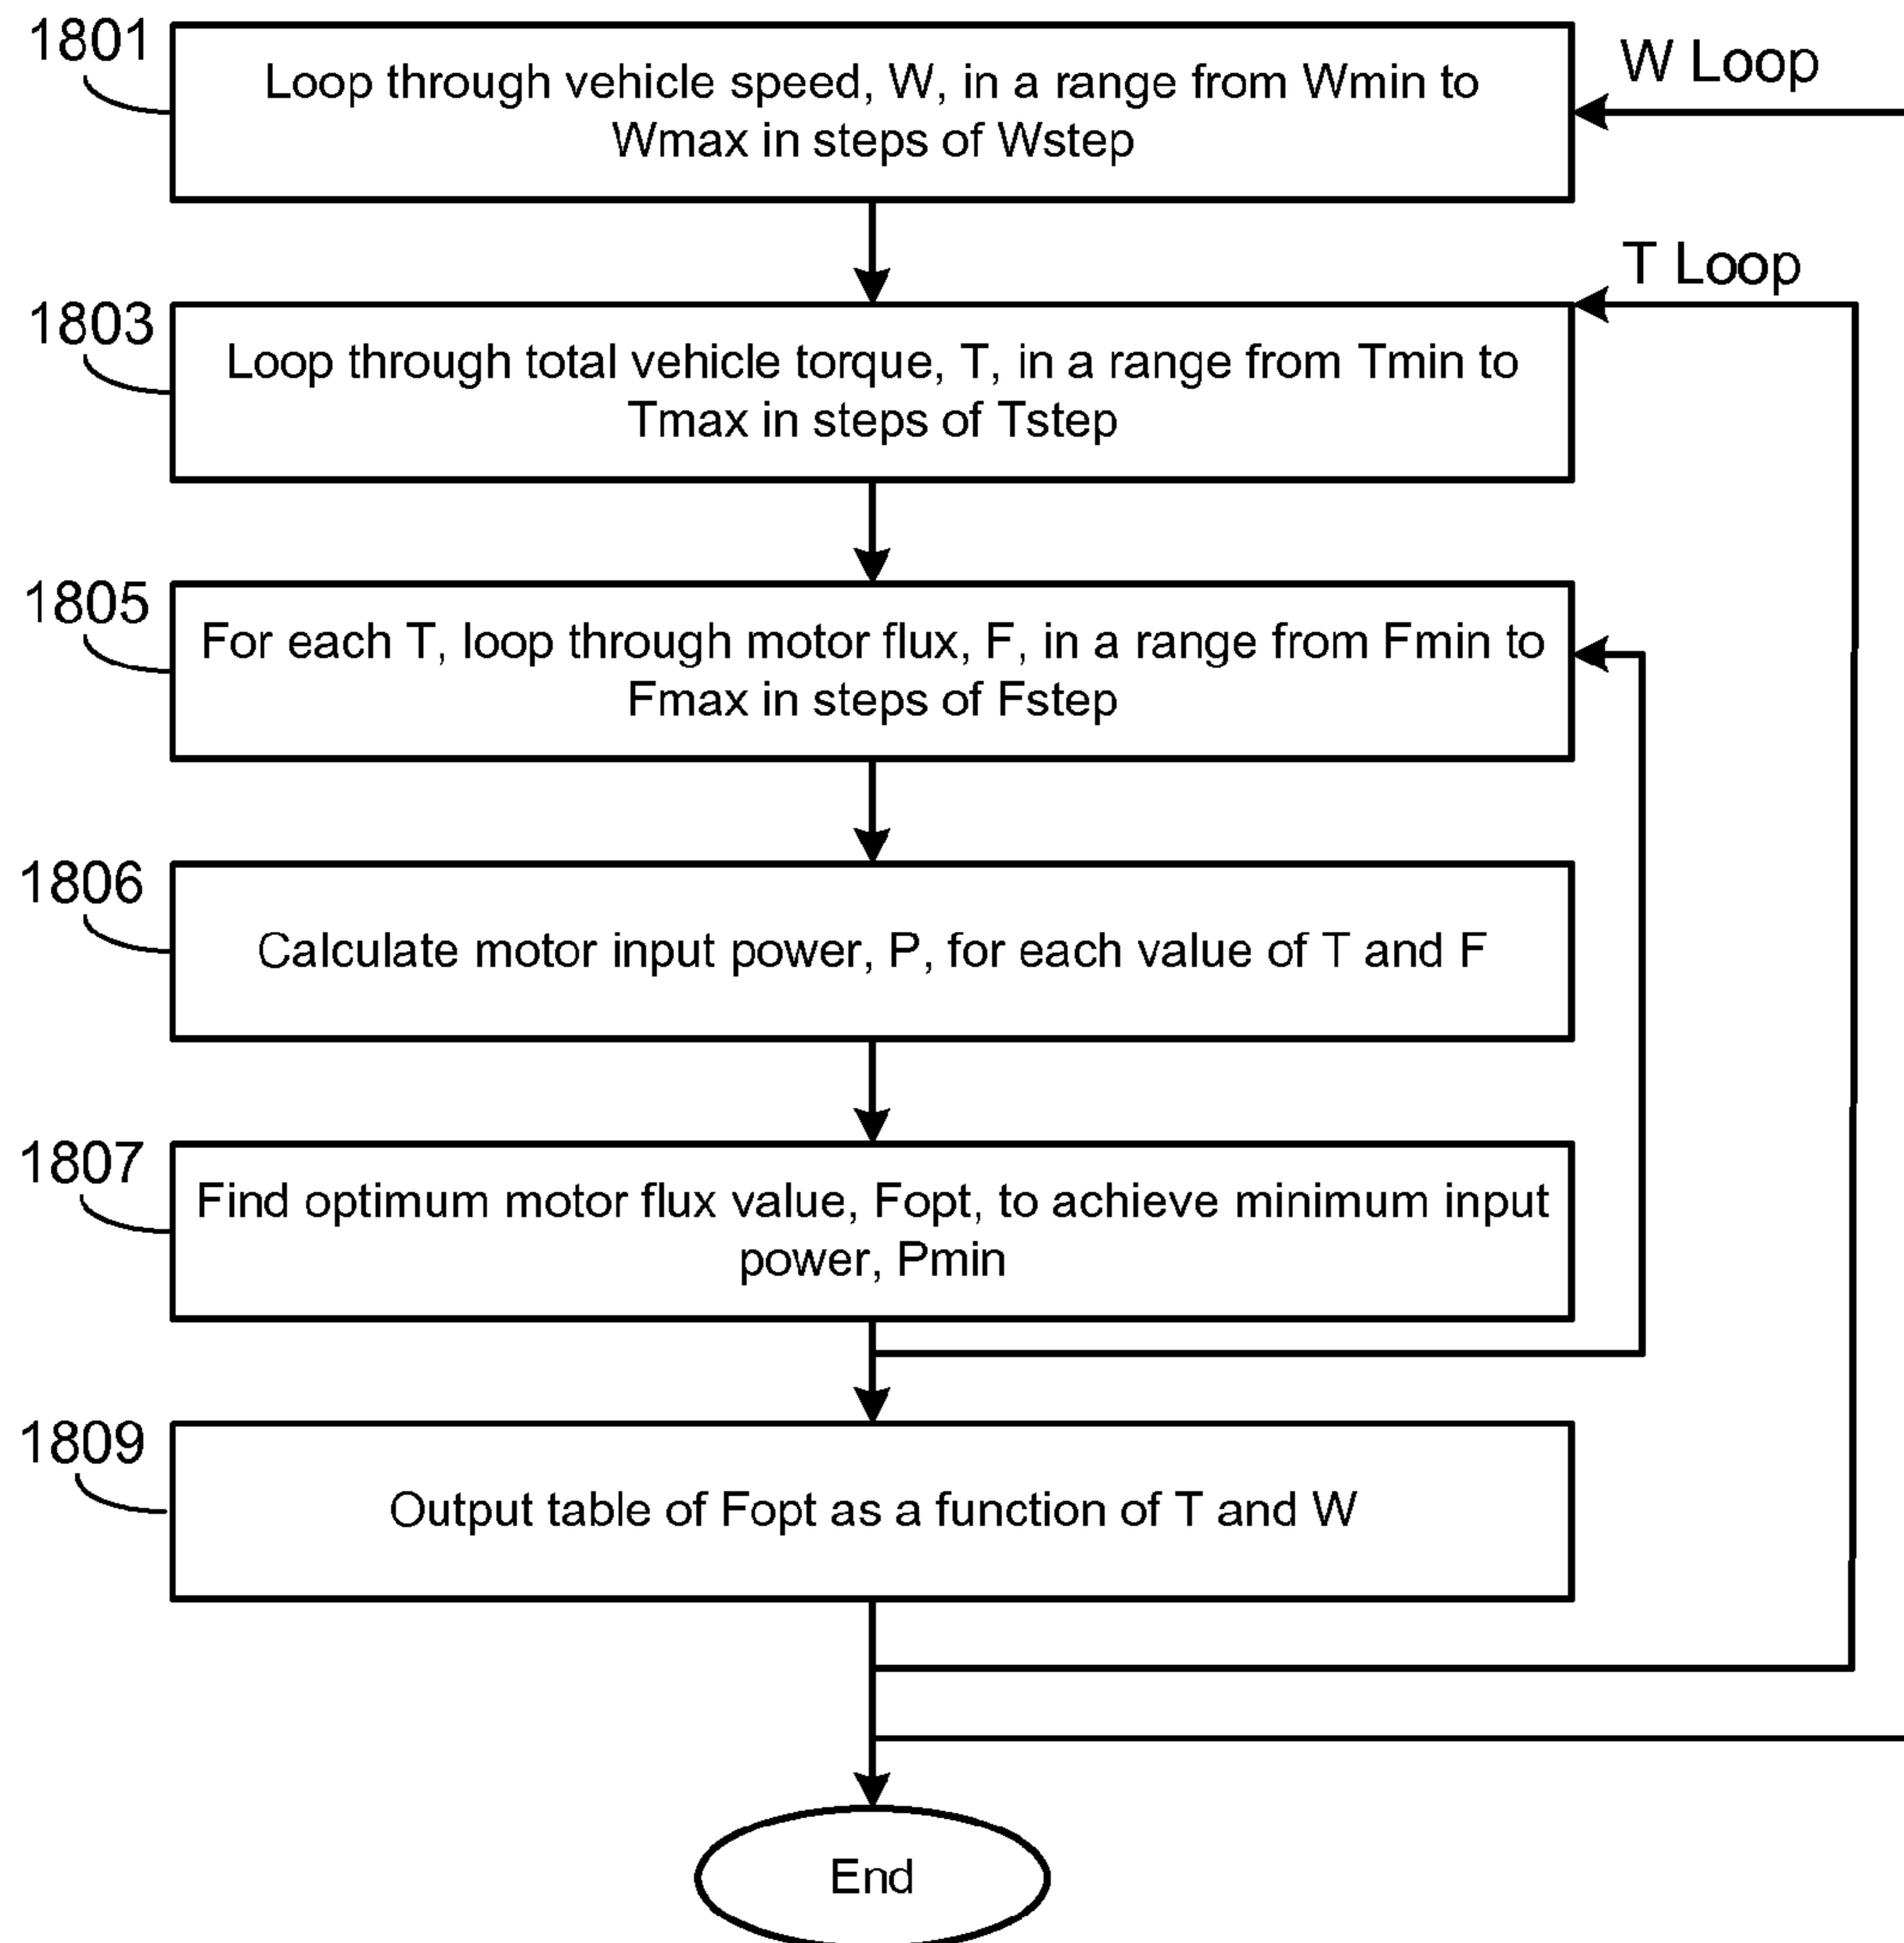 1801
Loop through vehicle speed, W, in a range from Wmin to
Wmax in steps of Wstep
W Loop
T Loop
1803
Loop through total vehicle torque, T, in a range from Tmin to
Tmax in steps of Tstep
1805
For each T, loop through motor flux, F, in a range from Fmin to
Fmax in steps of Fstep
1806
Calculate motor input power, P, for each value of T and F
1807
Find optimum motor flux value, Fopt, to achieve minimum input
power, Pmin
1809
Output table of Fopt as a function of T and W
End